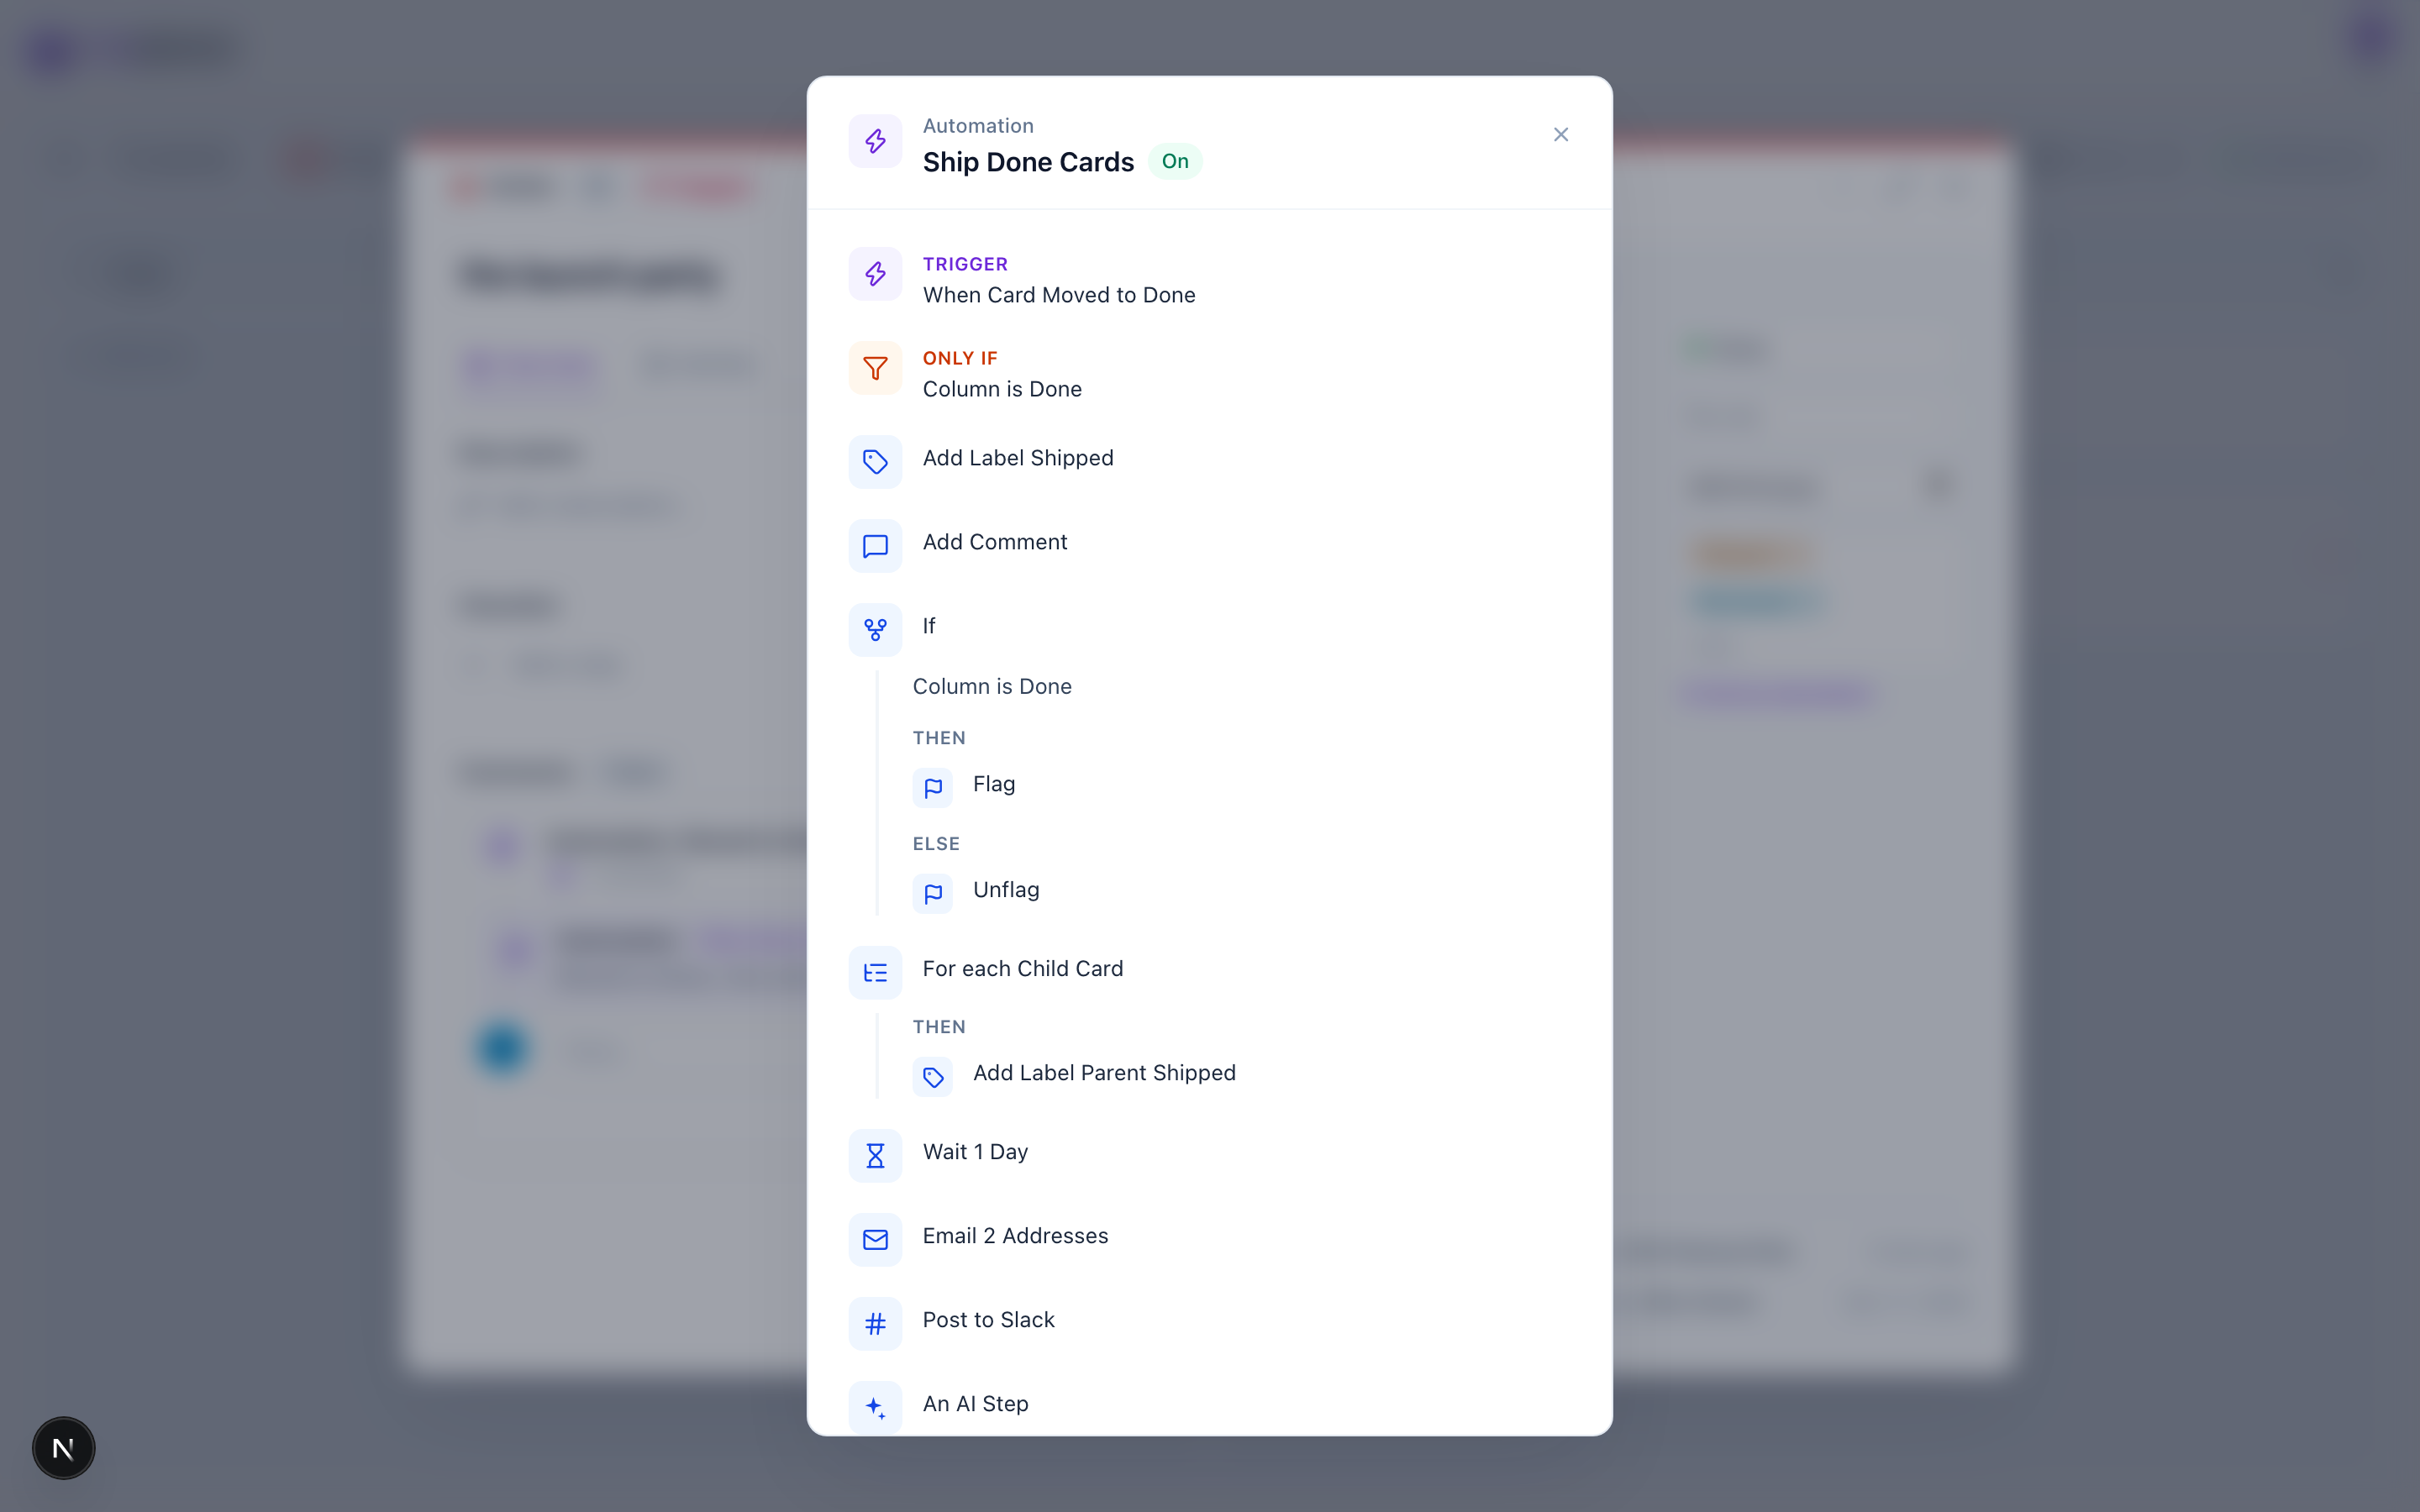 Automation
Ship Done Cards On
TRIGGER
When Card Moved to Done
ONLY IF
Column is Done
Add Label Shipped
Add Comment
If
Column is Done
THEN
Flag
ELSE
Unflag
For each Child Card
THEN
Add Label Parent Shipped
Wait 1 Day
Email 2 Addresses
Post to Slack
An AI Step
N